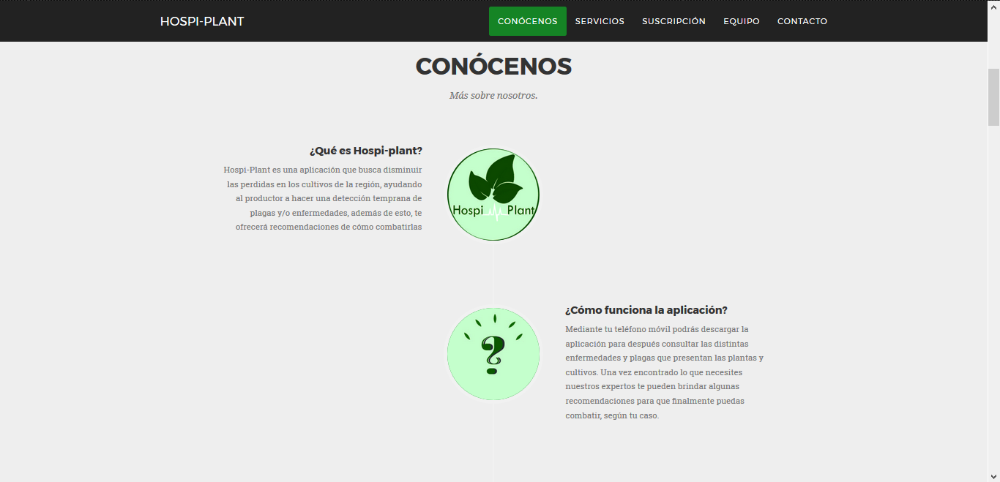 HOSPI-PLANT
CONÓCENOS
SERVICIOS
SUSCRIPCIÓN
EQUIPO
CONTACTO
CONÓCENOS
Más sobre nosotros.
¿Qué es Hospi-plant?
Hospi-Plant es una aplicación que busca disminuir
las perdidas en los cultivos de la región, ayudando
al productor a hacer una detección temprana de
plagas y/o enfermedades, además de esto, te
ofrecerá recomendaciones de cómo combatirlas
Hospi Plant
¿Cómo funciona la aplicación?
Mediante tu teléfono móvil podrás descargar la
aplicación para después consultar las distintas
enfermedades y plagas que presentan las plantas y
cultivos. Una vez encontrado lo que necesites
nuestros expertos te pueden brindar algunas
recomendaciones para que finalmente puedas
combatir, según tu caso.
?